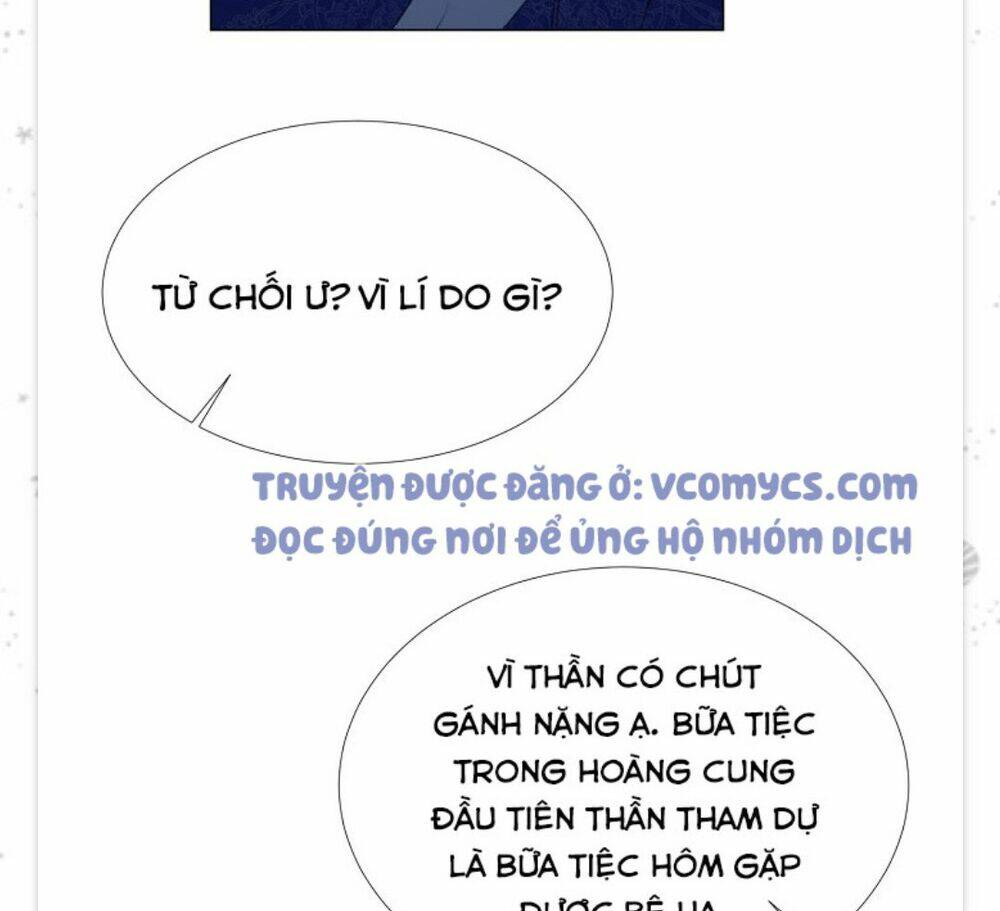 TỪ CHỐI Ư? VÌ LÍ DO GÌ?
TRUYỆN ĐƯỢC ĐĂNG Ở: VCOMYCS.COM
ĐỌC ĐÚNG NƠI ĐỂ ỦNG HỘ NHÓM DỊCH
VÌ THẦN CÓ CHÚT
GÁNH NẶNG Ạ. BỮA TIỆC
TRONG HOÀNG CUNG
ĐẦU TIÊN THẦN THAM DỰ
LÀ BỮA TIỆC HÔM GẶP